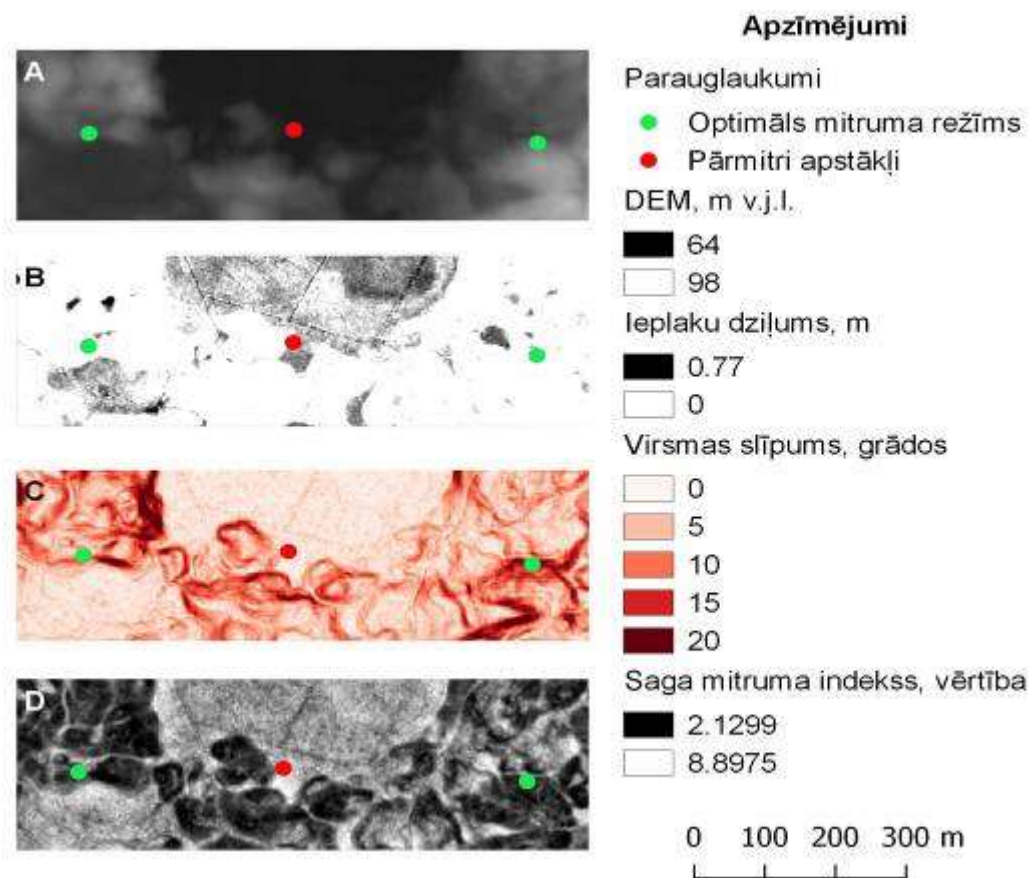 Apzīmējumi
A
Parauglaukumi
Optimāls mitruma režīms
Pārmitri apstākļi
DEM, m v.j.l.
64
98
B
Ieplaku dziļums, m
0.77
0
Virsmas slīpums, grādos
C
0
5
10
15
20
Saga mitruma indekss, vērtība
D
2.1299
8.8975
0 100 200 300 m